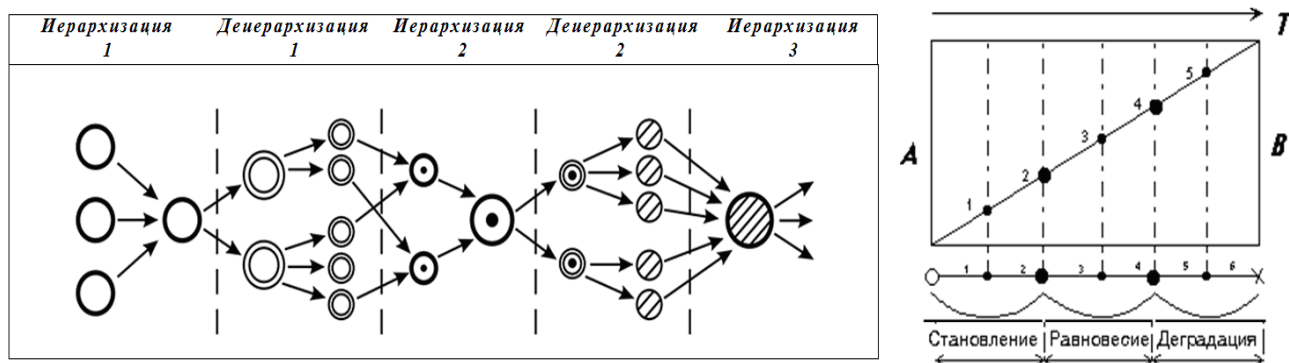 Иерархизация 1
Деиерархизация 1
Иерархизация 2
Деиерархизация 2
Иерархизация 3
T
A
B
1
2
3
4
5
1 2 3 4 5 6
Становление Равновесие Деградация